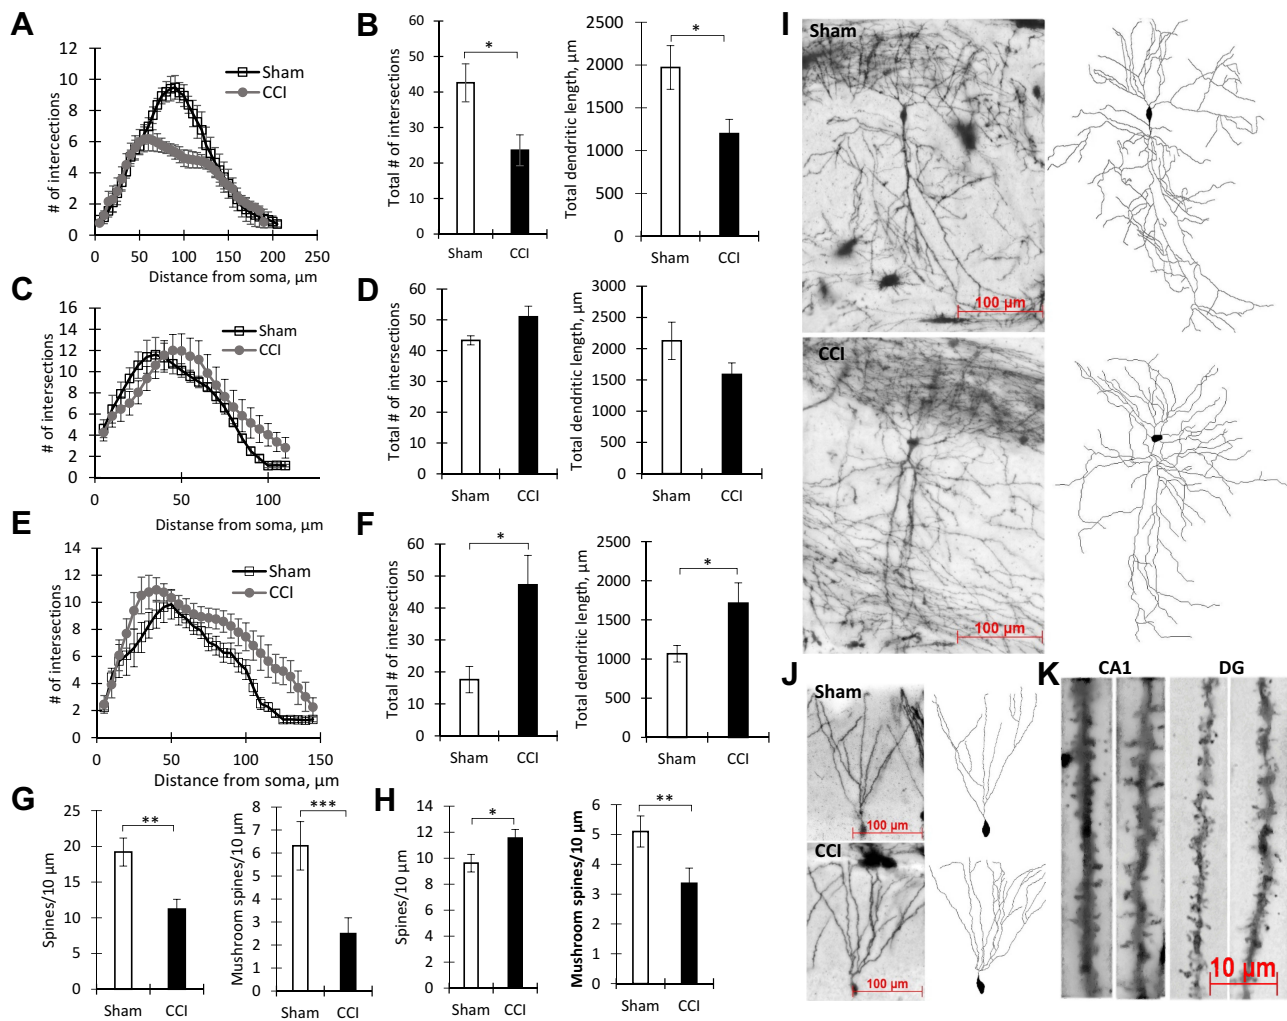 A
# of intercections
12
10
8
6
4
2
0
Sham
CCI
0
50
100
150
200
250
Distance from soma, μm
B
Total # of intersections
60
50
40
30
20
10
0
*
Sham
CCI
Total dendritic length, μm
2500
2000
1500
1000
500
0
*
Sham
CCI
C
# of intersections
16
14
12
10
8
6
4
2
0
Sham
CCI
0
50
100
Distanse from soma, μm
D
Total # of intersections
60
50
40
30
20
10
0
Sham
CCI
Total dendritic length, μm
3000
2500
2000
1500
1000
500
0
Sham
CCI
E
# of intersections
14
12
10
8
6
4
2
0
Sham
CCI
0
50
100
150
Distance from soma, μm
F
Total # of intersections
60
50
40
30
20
10
0
*
Sham
CCI
Total dendritic length, μm
2500
2000
1500
1000
500
0
*
Sham
CCI
G
Spines/10 μm
25
20
15
10
5
0
**
Sham
CCI
Mushroom spines/10 μm
8
7
6
5
4
3
2
1
0
***
Sham
CCI
H
Spines/10 μm
14
12
10
8
6
4
2
0
*
Sham
CCI
Mushroom spines/10 μm
6
5
4
3
2
1
0
**
Sham
CCI
I
Sham
100 μm
CCI
100 μm
J
Sham
100 μm
CCI
100 μm
K
CA1
DG
10 μm